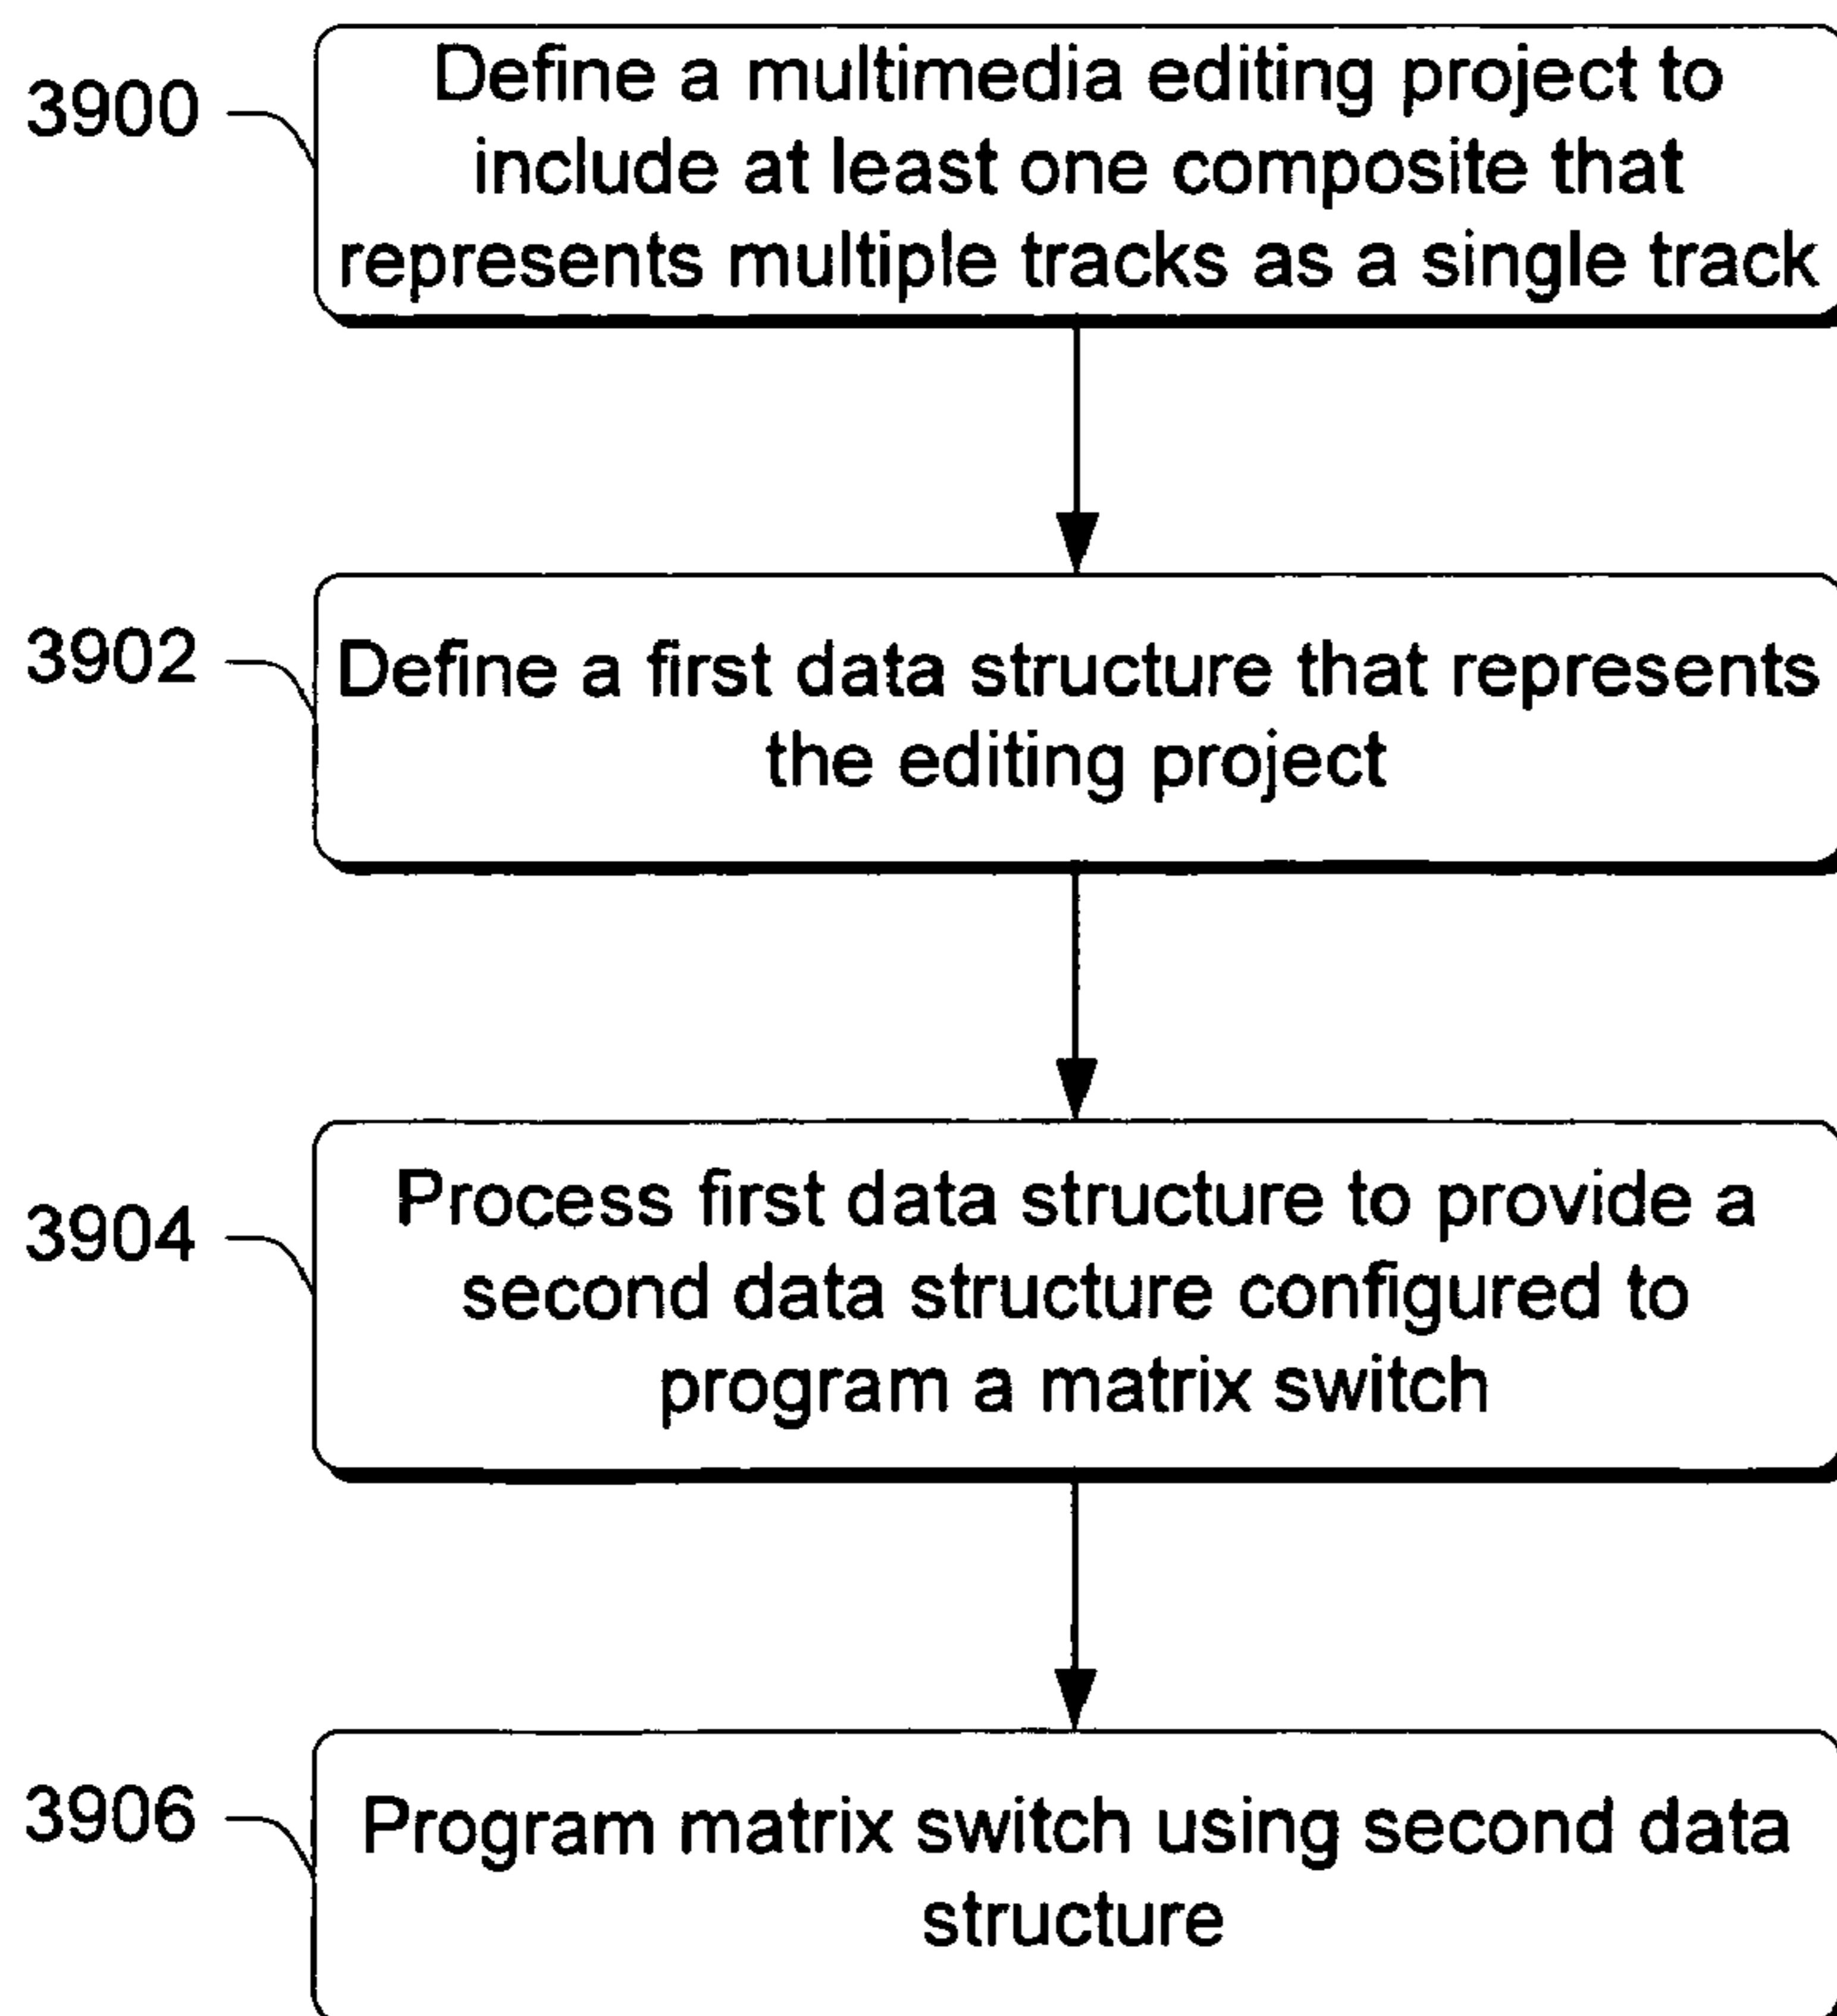 3900
Define a multimedia editing project to
include at least one composite that
represents multiple tracks as a single track
3902
Define a first data structure that represents
the editing project
3904
Process first data structure to provide a
second data structure configured to
program a matrix switch
3906
Program matrix switch using second data
structure